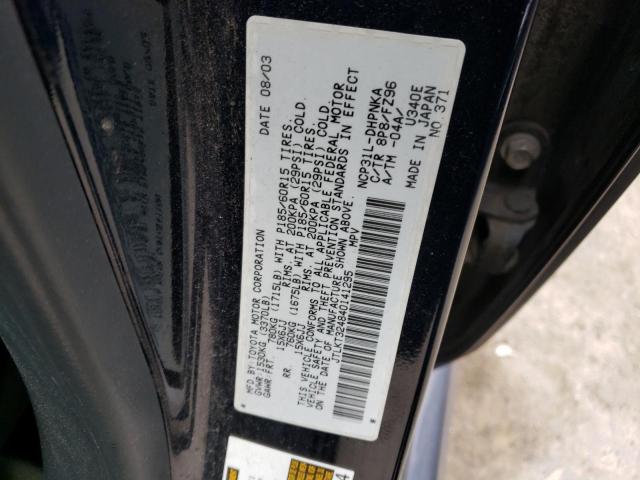 MFD.BY:TOYOTA MOTOR CORPORATION DATE 08/03
GVWR 1530KG (3370LB)
GAWR FRT. 780KG (1715LB) WITH P185/60R15 TIRES.
15X6JJ RIMS. AT 200KPA (29PSI) COLD.
RR. 760KG (1675LB) WITH P185/60R15 TIRES.
15X6JJ RIMS. AT 200KPA (29PSI) COLD.
THIS VEHICLE CONFORMS TO ALL APPLICABLE FEDERAL MOTOR
VEHICLE SAFETY AND THEFT PREVENTION STANDARDS IN EFFECT
ON THE DATE OF MANUFACTURE SHOWN ABOVE.
JTLKT324840141295 MPV
NCP31L-DHPNKA
C/TR 8P8/FZ96
A/TM -04A/ U340E
MADE IN JAPAN
NO.371
4